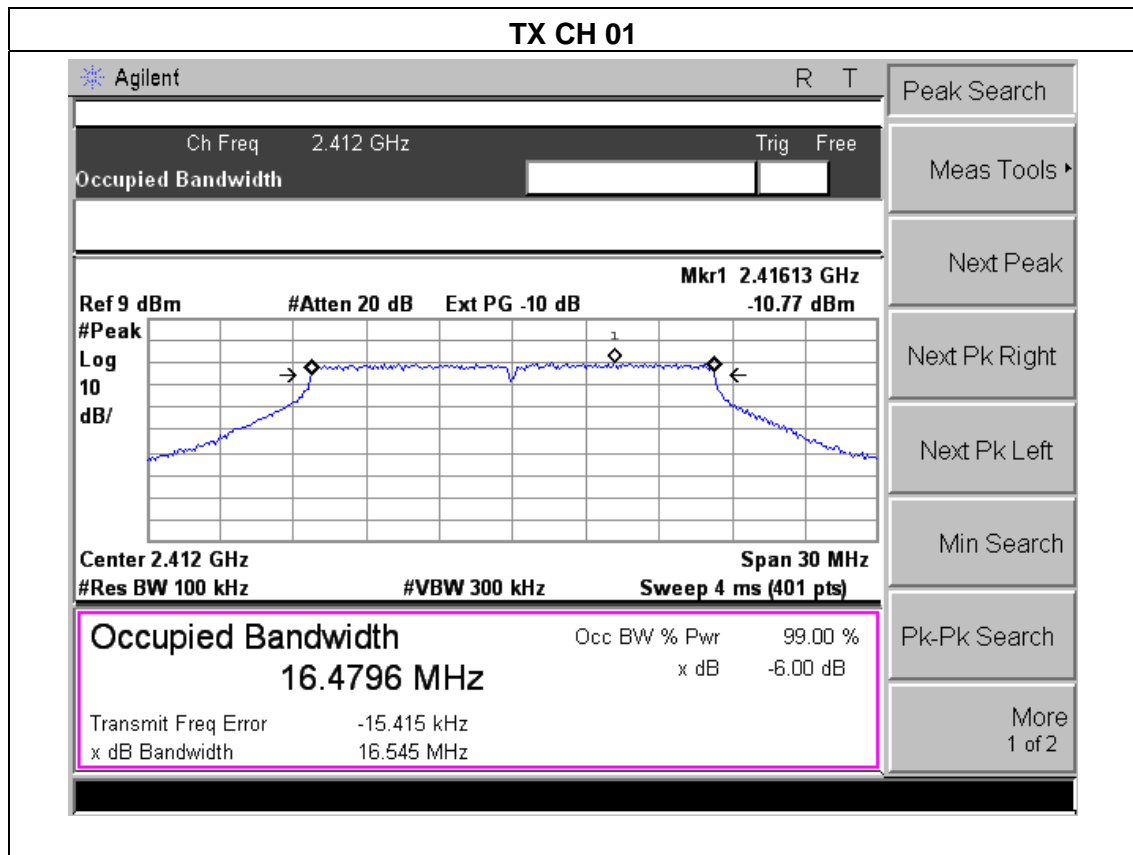 TX CH 01
Agilent R T
Peak Search
Ch Freq 2.412 GHz Trig Free
Occupied Bandwidth
Meas Tools
Next Peak
Mkr1 2.41613 GHz
Ref 9 dBm #Atten 20 dB Ext PG -10 dB -10.77 dBm
#Peak
Log
10
dB/
1
Next Pk Right
Next Pk Left
Center 2.412 GHz Span 30 MHz
#Res BW 100 kHz #VBW 300 kHz Sweep 4 ms (401 pts)
Min Search
Occupied Bandwidth Occ BW % Pwr 99.00 %
16.4796 MHz x dB -6.00 dB
Pk-Pk Search
Transmit Freq Error -15.415 kHz
x dB Bandwidth 16.545 MHz
More
1 of 2